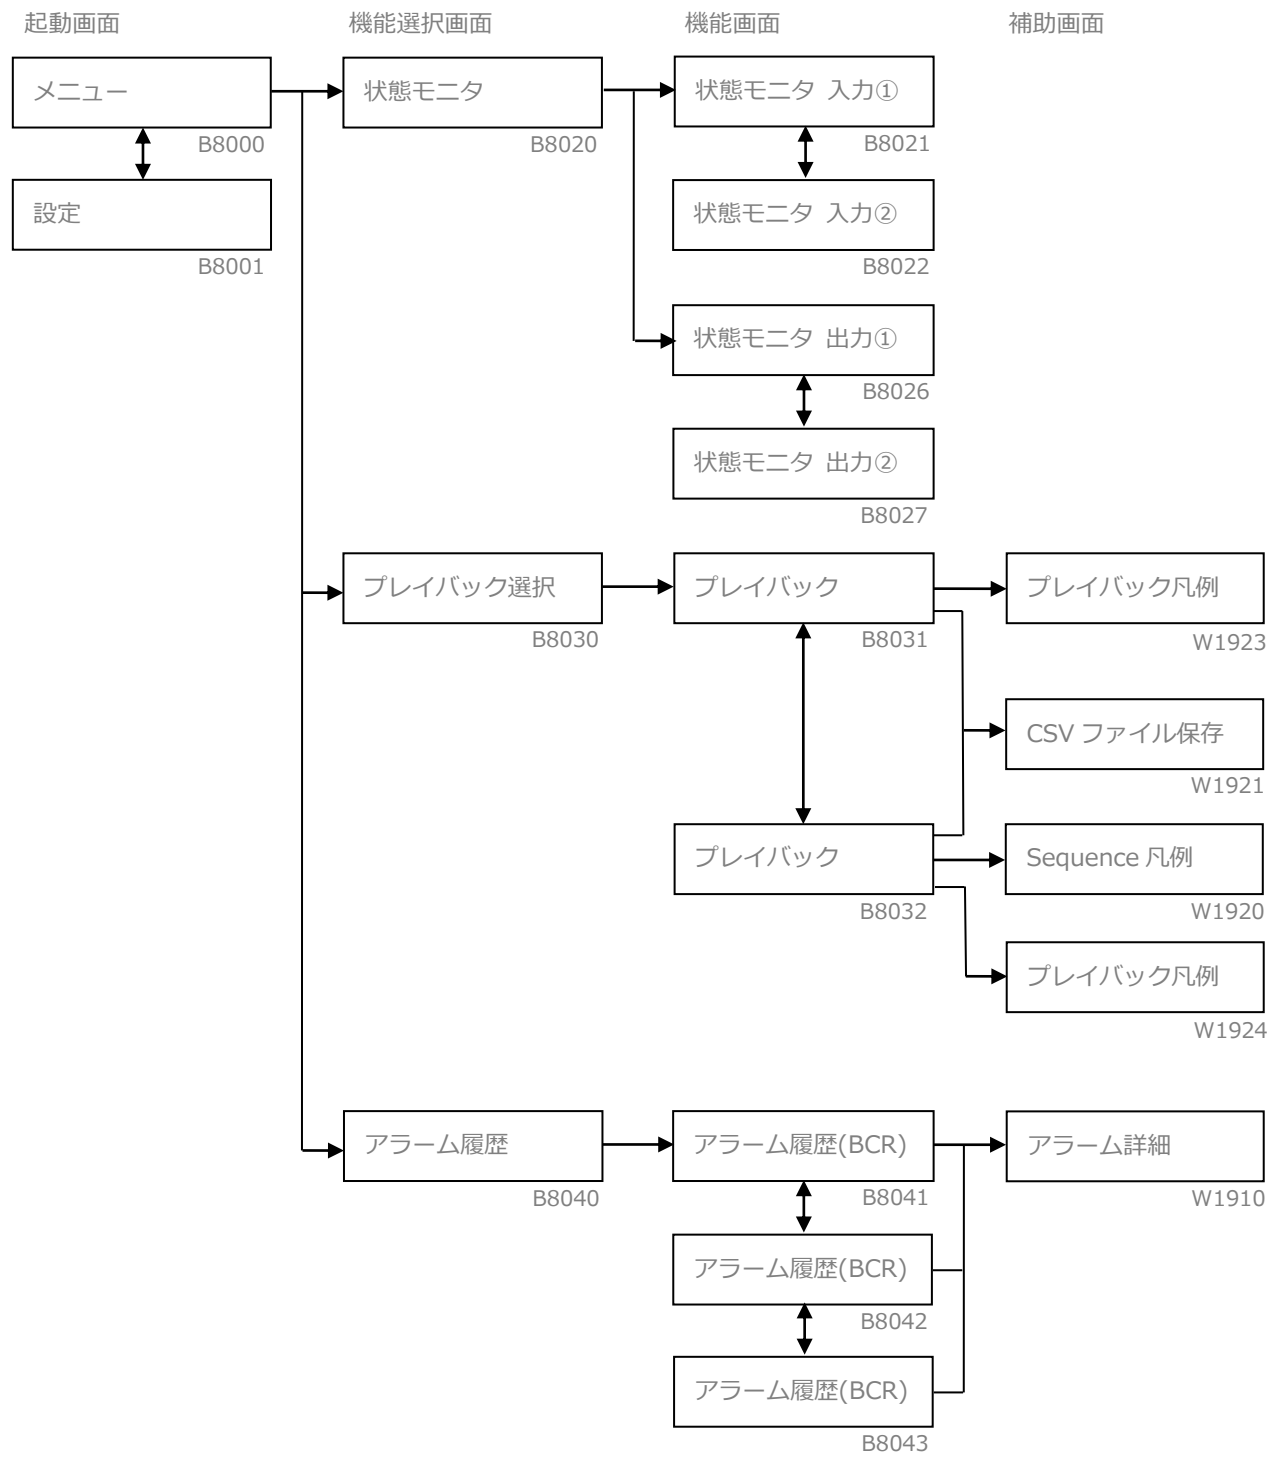 起動画面
機能選択画面
機能画面
補助画面
メニュー
B8000
状態モニタ
B8020
状態モニタ 入力①
B8021
設定
B8001
状態モニタ 入力②
B8022
状態モニタ 出力①
B8026
状態モニタ 出力②
B8027
プレイバック選択
B8030
プレイバック
B8031
プレイバック凡例
W1923
CSV ファイル保存
W1921
プレイバック
B8032
Sequence 凡例
W1920
プレイバック凡例
W1924
アラーム履歴
B8040
アラーム履歴(BCR)
B8041
アラーム詳細
W1910
アラーム履歴(BCR)
B8042
アラーム履歴(BCR)
B8043